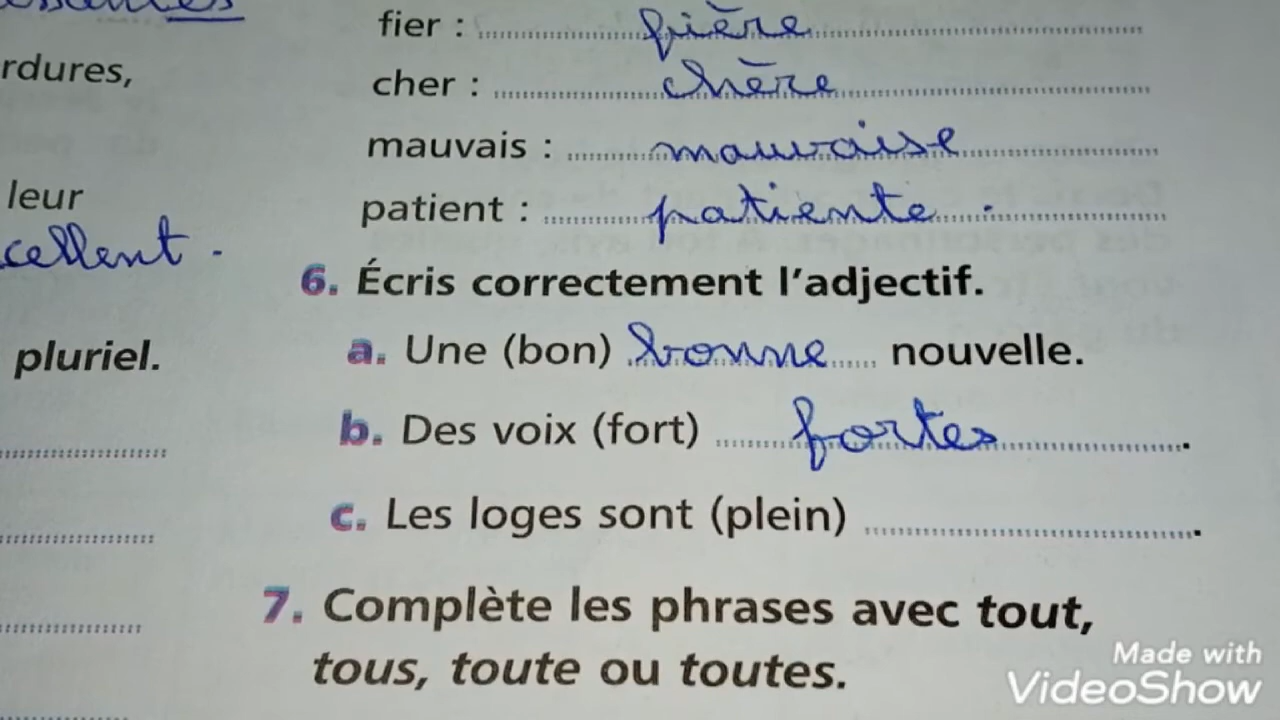 fier : fière
rdures,
cher : chère
mauvais : mauvaise
leur
patient : patiente .
cellent .
6. Écris correctement l'adjectif.
a. Une (bon) bonne nouvelle.
pluriel.
b. Des voix (fort) fortes.
c. Les loges sont (plein) .
7. Complète les phrases avec tout,
tous, toute ou toutes.
Made with
VideoShow